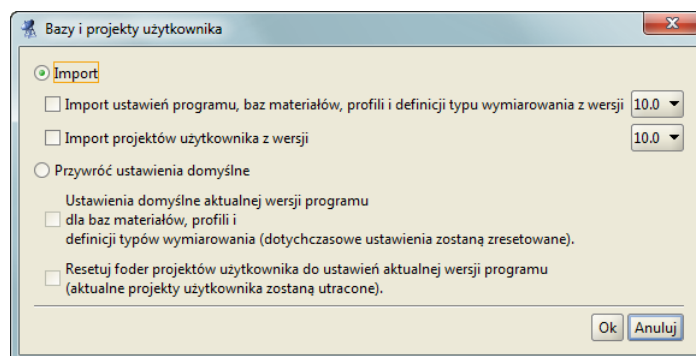 Bazy i projekty użytkownika
Import
Import ustawień programu, baz materiałów, profili i definicji typu wymiarowania z wersji 10.0
Import projektów użytkownika z wersji 10.0
Przywróć ustawienia domyślne
Ustawienia domyślne aktualnej wersji programu
dla baz materiałów, profili i
definicji typów wymiarowania (dotychczasowe ustawienia zostaną zresetowane).
Resetuj foder projektów użytkownika do ustawień aktualnej wersji programu
(aktualne projekty użytkownika zostaną utracone).
Ok Anuluj